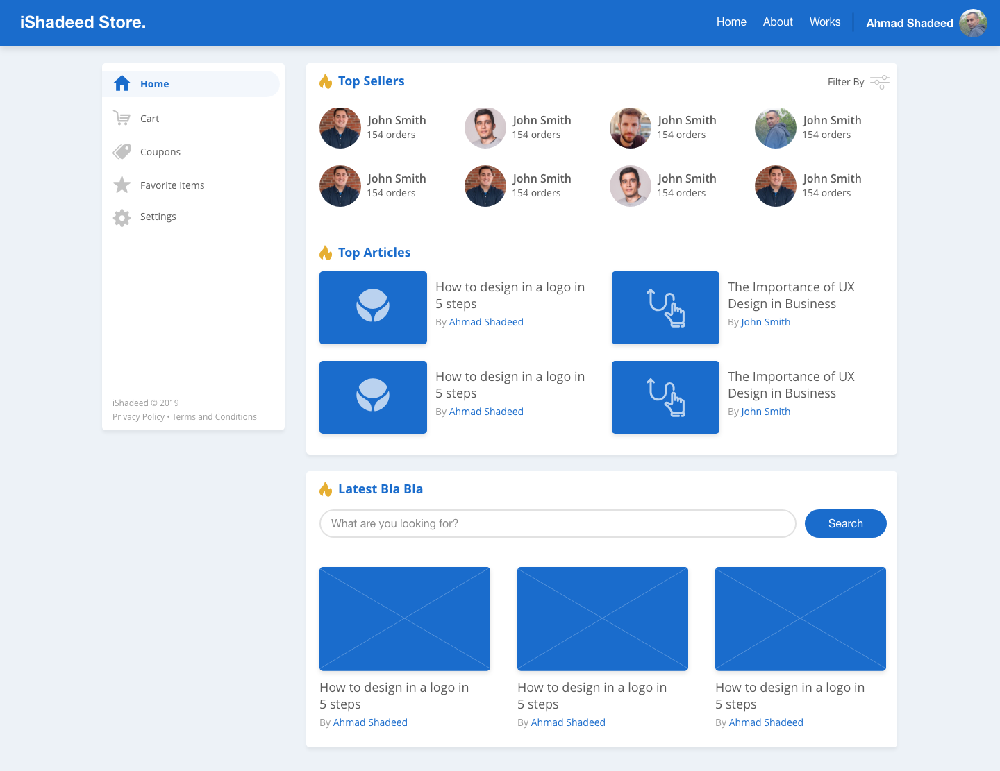 iShadeed Store.
Home
About
Works
Ahmad Shadeed
Home
Cart
Coupons
Favorite Items
Settings
iShadeed © 2019
Privacy Policy • Terms and Conditions
Top Sellers
Filter By
John Smith
154 orders
John Smith
154 orders
John Smith
154 orders
John Smith
154 orders
John Smith
154 orders
John Smith
154 orders
John Smith
154 orders
John Smith
154 orders
Top Articles
How to design in a logo in
5 steps
By Ahmad Shadeed
The Importance of UX
Design in Business
By John Smith
How to design in a logo in
5 steps
By Ahmad Shadeed
The Importance of UX
Design in Business
By John Smith
Latest Bla Bla
What are you looking for?
Search
How to design in a logo in
5 steps
By Ahmad Shadeed
How to design in a logo in
5 steps
By Ahmad Shadeed
How to design in a logo in
5 steps
By Ahmad Shadeed